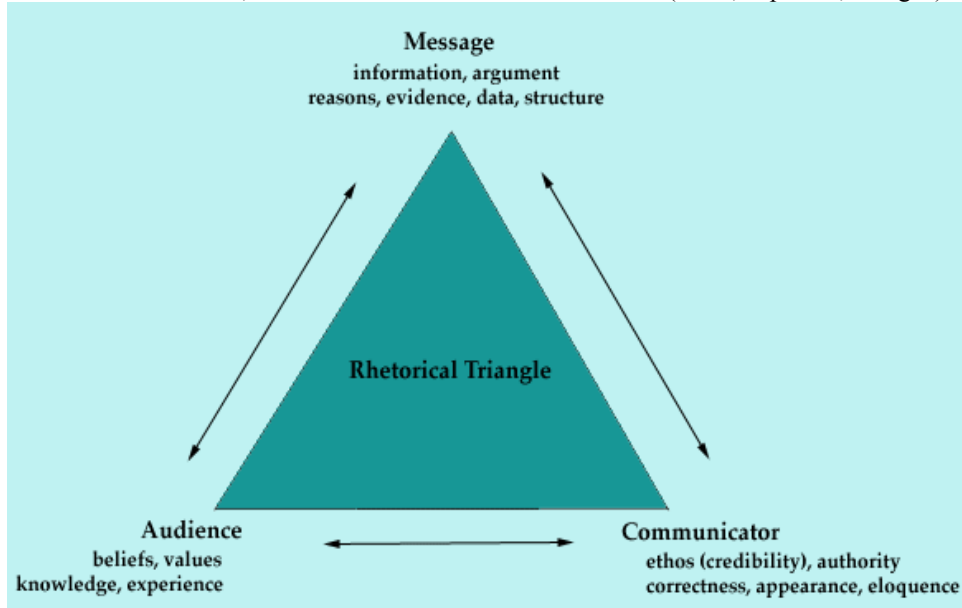 Message
information, argument
reasons, evidence, data, structure
Rhetorical Triangle
Audience
beliefs, values
knowledge, experience
Communicator
ethos (credibility), authority
correctness, appearance, eloquence